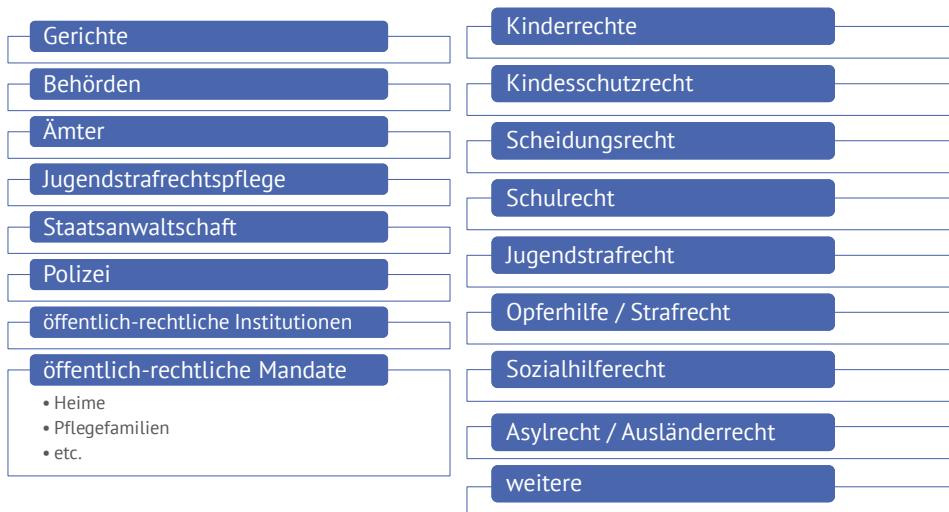 Gerichte
Behörden
Ämter
Jugendstrafrechtspflege
Staatsanwaltschaft
Polizei
öffentlich-rechtliche Institutionen
öffentlich-rechtliche Mandate
• Heime
• Pflegefamilien
• etc.
Kinderrechte
Kindesschutzrecht
Scheidungsrecht
Schulrecht
Jugendstrafrecht
Opferhilfe / Strafrecht
Sozialhilferecht
Asylrecht / Ausländerrecht
weitere